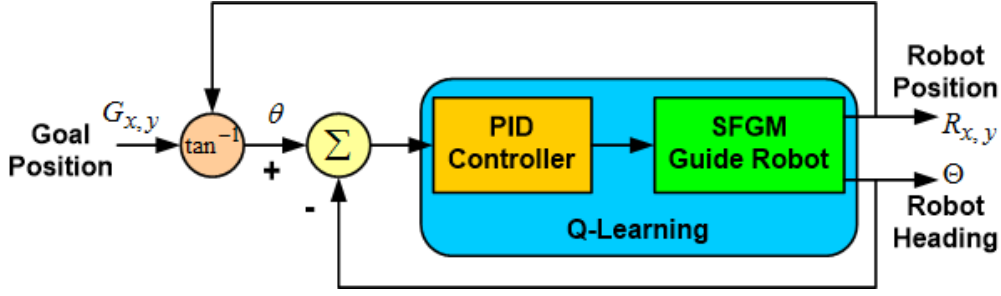 Goal
Position
G_{x,y}
tan^{-1}
θ
+
-
Σ
PID
Controller
SFGM
Guide Robot
Q-Learning
Robot
Position
R_{x,y}
Θ
Robot
Heading